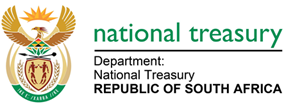 national treasury
Department:
National Treasury
REPUBLIC OF SOUTH AFRICA